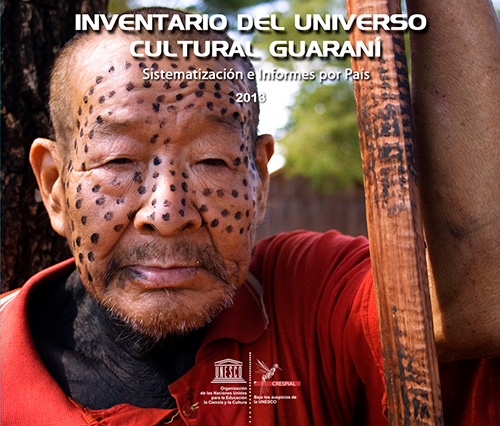 INVENTARIO DEL UNIVERSO
CULTURAL GUARANÍ
Sistematización e Informes por País
2013
UNESCO
Organización
de las Naciones Unidas
para la Educación
la Ciencia y la Cultura
CRESPIAL
Bajo los auspicios de
la UNESCO